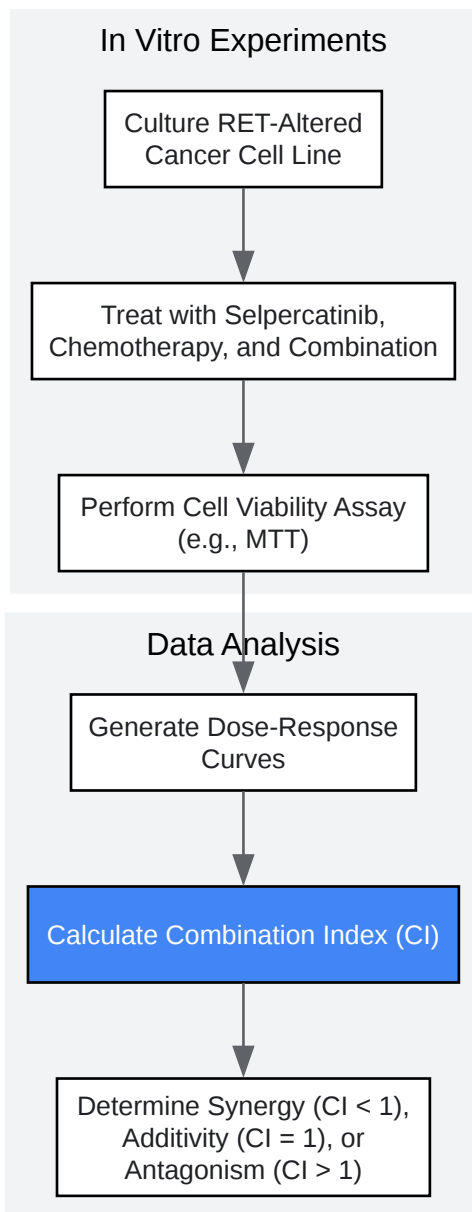 In Vitro Experiments
Culture RET-Altered
Cancer Cell Line
Treat with Selpercatinib,
Chemotherapy, and Combination
Perform Cell Viability Assay
(e.g., MTT)
Data Analysis
Generate Dose-Response
Curves
Calculate Combination Index (CI)
Determine Synergy (CI < 1),
Additivity (CI = 1), or
Antagonism (CI > 1)